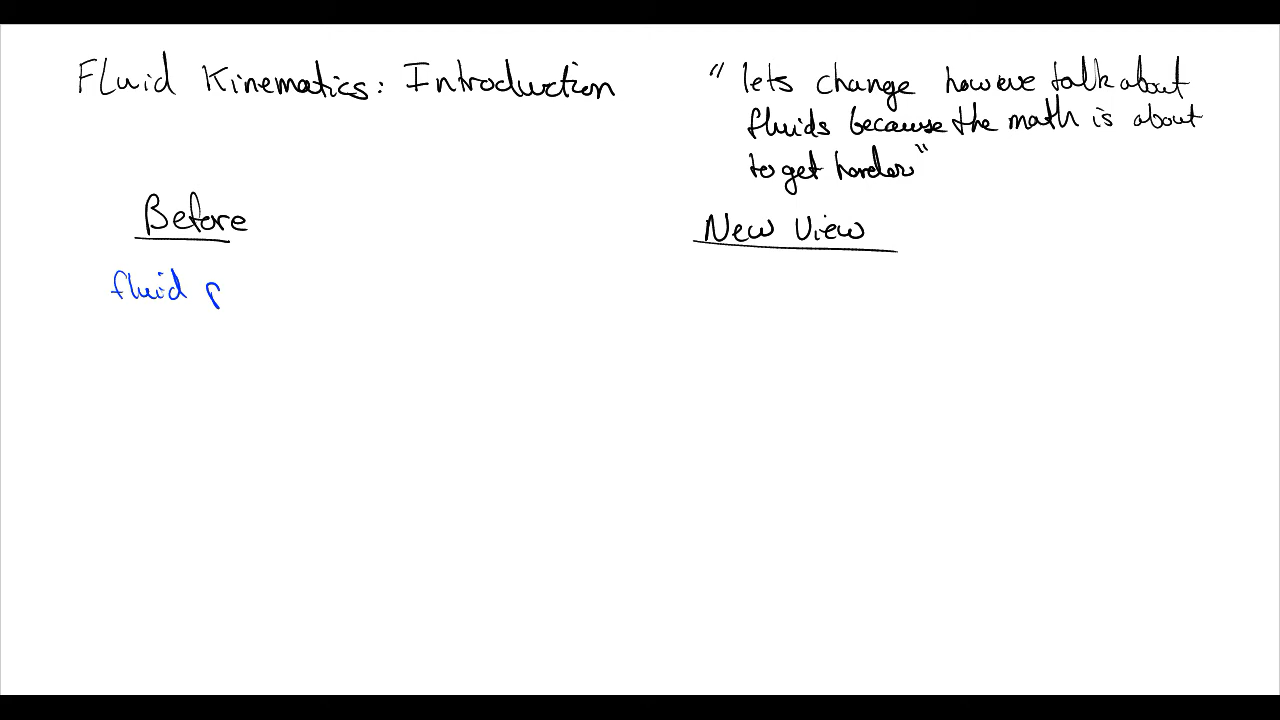 Fluid Kinematics: Introduction
" lets change how we talk about
fluids because the math is about
to get harder"
Before
New View
fluid p